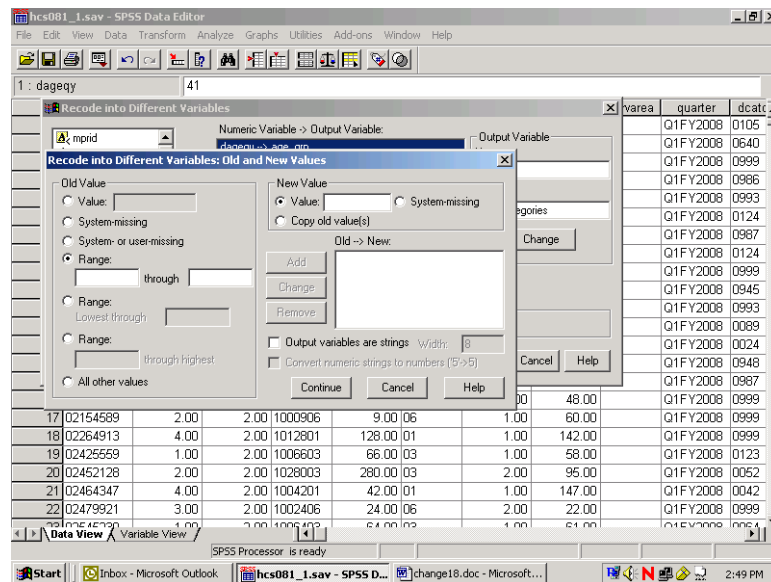 hcs081_1.sav - SPSS Data Editor
File Edit View Data Transform Analyze Graphs Utilities Add-ons Window Help
1 : dageqy 41
Recode into Different Variables
varea quarter dcatc
mprid
Numeric Variable -> Output Variable:
Output Variable
dageqy --> age_grp
Recode into Different Variables: Old and New Values
Old Value
Value:
System-missing
System- or user-missing
Range:
through
Range:
Lowest through
Range:
through highest
All other values
New Value
Value:
System-missing
Copy old value(s)
Old --> New:
Add
Change
Remove
Output variables are strings Width: 8
Convert numeric strings to numbers ('5'->5)
Continue Cancel Help
egories
Change
Cancel Help
Q1FY2008 0105
Q1FY2008 0640
Q1FY2008 0999
Q1FY2008 0986
Q1FY2008 0993
Q1FY2008 0124
Q1FY2008 0987
Q1FY2008 0124
Q1FY2008 0999
Q1FY2008 0945
Q1FY2008 0993
Q1FY2008 0089
Q1FY2008 0024
Q1FY2008 0948
Q1FY2008 0987
00 48.00 Q1FY2008 0999
17 02154589 2.00 2.00 1000906 9.00 06 1.00 60.00 Q1FY2008 0999
18 02264913 4.00 2.00 1012801 128.00 01 1.00 142.00 Q1FY2008 0999
19 02425559 1.00 2.00 1006603 66.00 03 1.00 58.00 Q1FY2008 0123
20 02452128 2.00 2.00 1028003 280.00 03 2.00 95.00 Q1FY2008 0052
21 02464347 4.00 2.00 1004201 42.00 01 1.00 147.00 Q1FY2008 0042
22 02479921 3.00 2.00 1002406 24.00 06 2.00 22.00 Q1FY2008 0999
Data View Variable View
SPSS Processor is ready
Start Inbox - Microsoft Outlook hcs081_1.sav - SPSS D... change18.doc - Microsoft... 2:49 PM